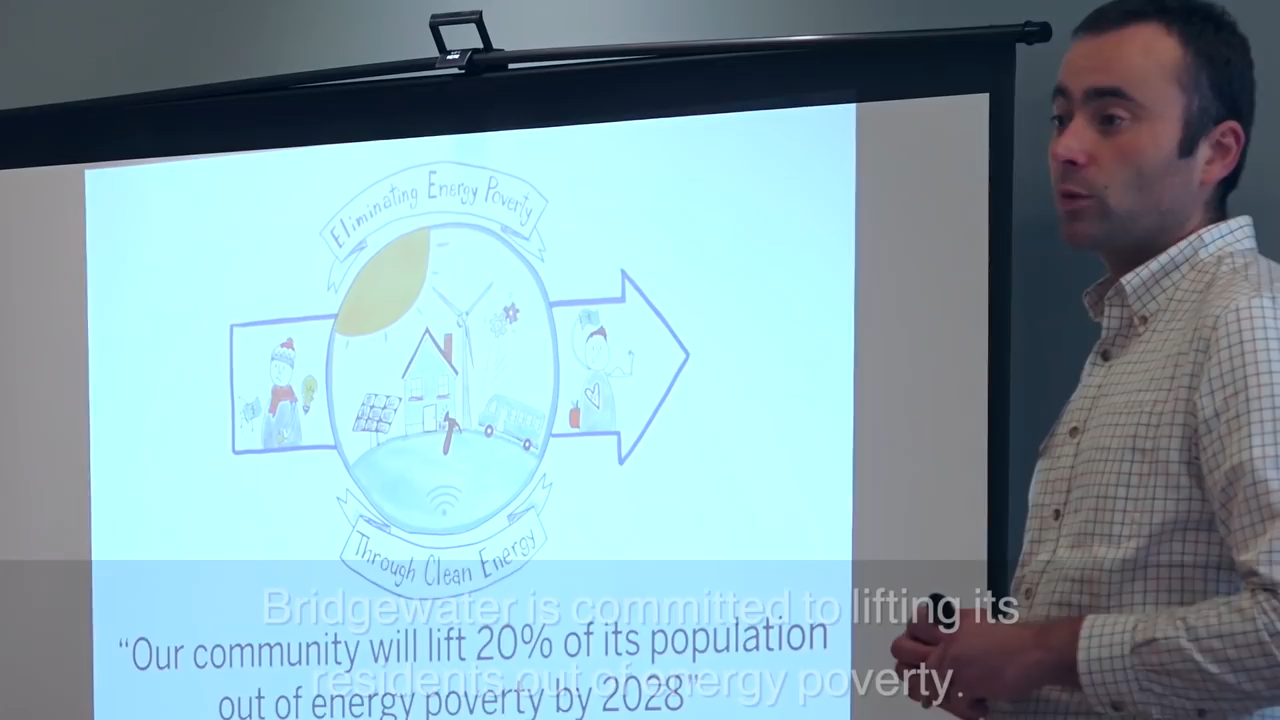 Eliminating Energy Poverty
Through Clean Energy
Bridgewater is committed to lifting its
“Our community will lift 20% of its population
residents out of energy poverty.
out of energy poverty by 2028”